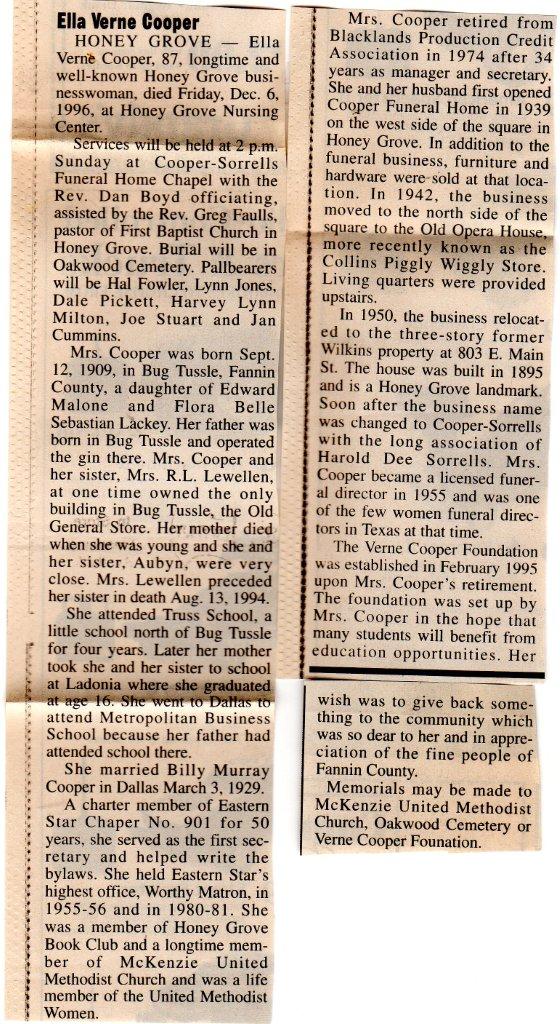 Ella Verne Cooper
HONEY GROVE — Ella
Verne Cooper, 87, longtime and
well-known Honey Grove busi-
nesswoman, died Friday, Dec. 6,
1996, at Honey Grove Nursing
Center.
Services will be held at 2 p.m.
Sunday at Cooper-Sorrells
Funeral Home Chapel with the
Rev. Dan Boyd officiating,
assisted by the Rev. Greg Faulls,
pastor of First Baptist Church in
Honey Grove. Burial will be in
Oakwood Cemetery. Pallbearers
will be Hal Fowler, Lynn Jones,
Dale Pickett, Harvey Lynn
Milton, Joe Stuart and Jan
Cummins.
Mrs. Cooper was born Sept.
12, 1909, in Bug Tussle, Fannin
County, a daughter of Edward
Malone and Flora Belle
Sebastian Lackey. Her father was
born in Bug Tussle and operated
the gin there. Mrs. Cooper and
her sister, Mrs. R.L. Lewellen,
at one time owned the only
building in Bug Tussle, the Old
General Store. Her mother died
when she was young and she and
her sister, Aubyn, were very
close. Mrs. Lewellen preceded
her sister in death Aug. 13, 1994.
She attended Truss School, a
little school north of Bug Tussle
for four years. Later her mother
took she and her sister to school
at Ladonia where she graduated
at age 16. She went to Dallas to
attend Metropolitan Business
School because her father had
attended school there.
She married Billy Murray
Cooper in Dallas March 3, 1929.
A charter member of Eastern
Star Chaper No. 901 for 50
years, she served as the first sec-
retary and helped write the
bylaws. She held Eastern Star's
highest office, Worthy Matron, in
1955-56 and in 1980-81. She
was a member of Honey Grove
Book Club and a longtime mem-
ber of McKenzie United
Methodist Church and was a life
member of the United Methodist
Women.
Mrs. Cooper retired from
Blacklands Production Credit
Association in 1974 after 34
years as manager and secretary.
She and her husband first opened
Cooper Funeral Home in 1939
on the west side of the square in
Honey Grove. In addition to the
funeral business, furniture and
hardware were sold at that loca-
tion. In 1942, the business
moved to the north side of the
square to the Old Opera House,
more recently known as the
Collins Piggly Wiggly Store.
Living quarters were provided
upstairs.
In 1950, the business relocat-
ed to the three-story former
Wilkins property at 803 E. Main
St. The house was built in 1895
and is a Honey Grove landmark.
Soon after the business name
was changed to Cooper-Sorrells
with the long association of
Harold Dee Sorrells. Mrs.
Cooper became a licensed funer-
al director in 1955 and was one
of the few women funeral direc-
tors in Texas at that time.
The Verne Cooper Foundation
was established in February 1995
upon Mrs. Cooper's retirement.
The foundation was set up by
Mrs. Cooper in the hope that
many students will benefit from
education opportunities. Her
wish was to give back some-
thing to the community which
was so dear to her and in appre-
ciation of the fine people of
Fannin County.
Memorials may be made to
McKenzie United Methodist
Church, Oakwood Cemetery or
Verne Cooper Founation.